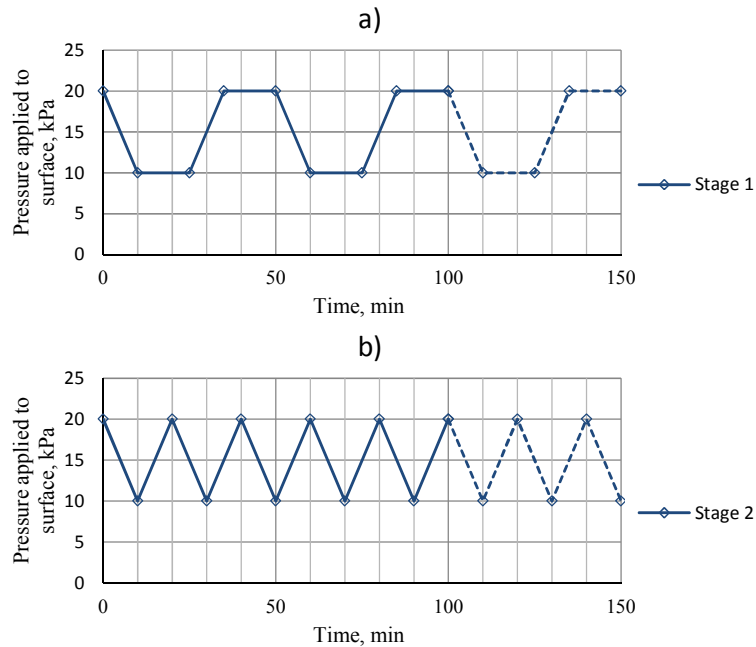 a)
25
20
15
10
5
0
Pressure applied to
surface, kPa
0 50 100 150
Time, min
Stage 1
b)
25
20
15
10
5
0
Pressure applied to
surface, kPa
0 50 100 150
Time, min
Stage 2